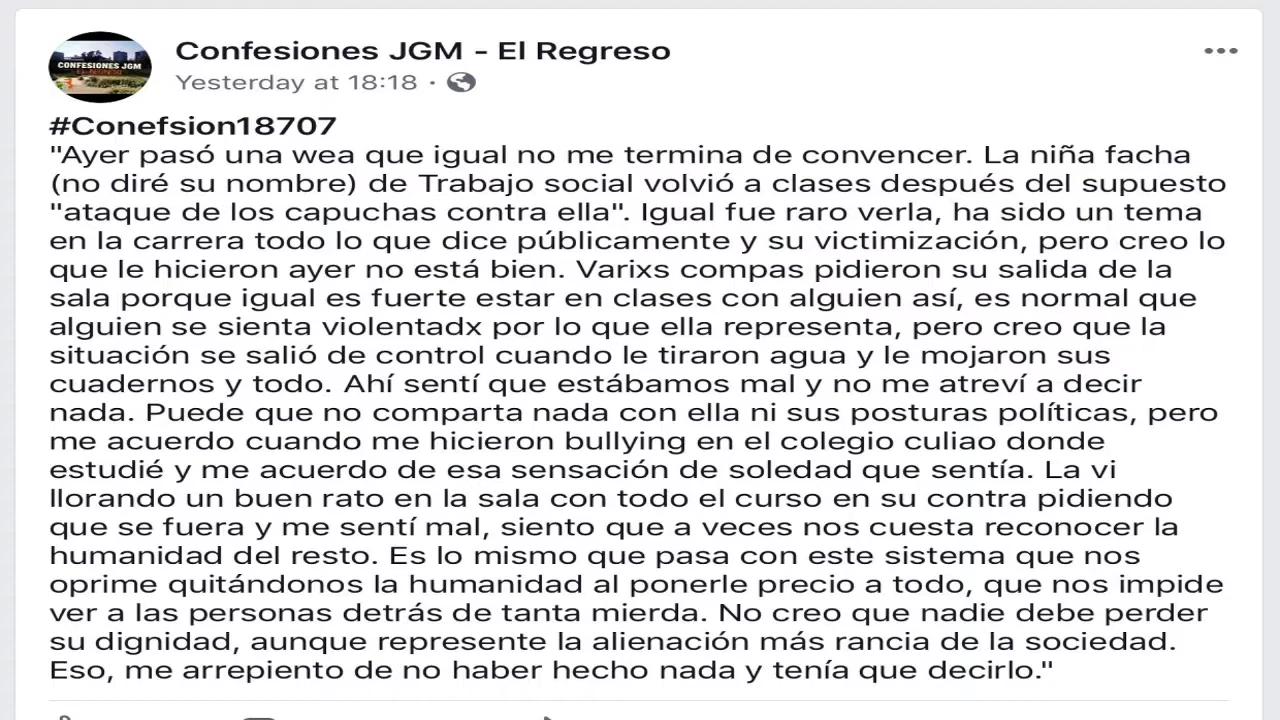 Confesiones JGM - El Regreso
Yesterday at 18:18 ·
CONFESIONES JGM
EL REGRESO
#Conefsion18707
"Ayer pasó una wea que igual no me termina de convencer. La niña facha
(no diré su nombre) de Trabajo social volvió a clases después del supuesto
"ataque de los capuchas contra ella". Igual fue raro verla, ha sido un tema
en la carrera todo lo que dice públicamente y su victimización, pero creo lo
que le hicieron ayer no está bien. Varixs compas pidieron su salida de la
sala porque igual es fuerte estar en clases con alguien así, es normal que
alguien se sienta violentadx por lo que ella representa, pero creo que la
situación se salió de control cuando le tiraron agua y le mojaron sus
cuadernos y todo. Ahí sentí que estábamos mal y no me atreví a decir
nada. Puede que no comparta nada con ella ni sus posturas políticas, pero
me acuerdo cuando me hicieron bullying en el colegio culiao donde
estudié y me acuerdo de esa sensación de soledad que sentía. La vi
llorando un buen rato en la sala con todo el curso en su contra pidiendo
que se fuera y me sentí mal, siento que a veces nos cuesta reconocer la
humanidad del resto. Es lo mismo que pasa con este sistema que nos
oprime quitándonos la humanidad al ponerle precio a todo, que nos impide
ver a las personas detrás de tanta mierda. No creo que nadie debe perder
su dignidad, aunque represente la alienación más rancia de la sociedad.
Eso, me arrepiento de no haber hecho nada y tenía que decirlo."